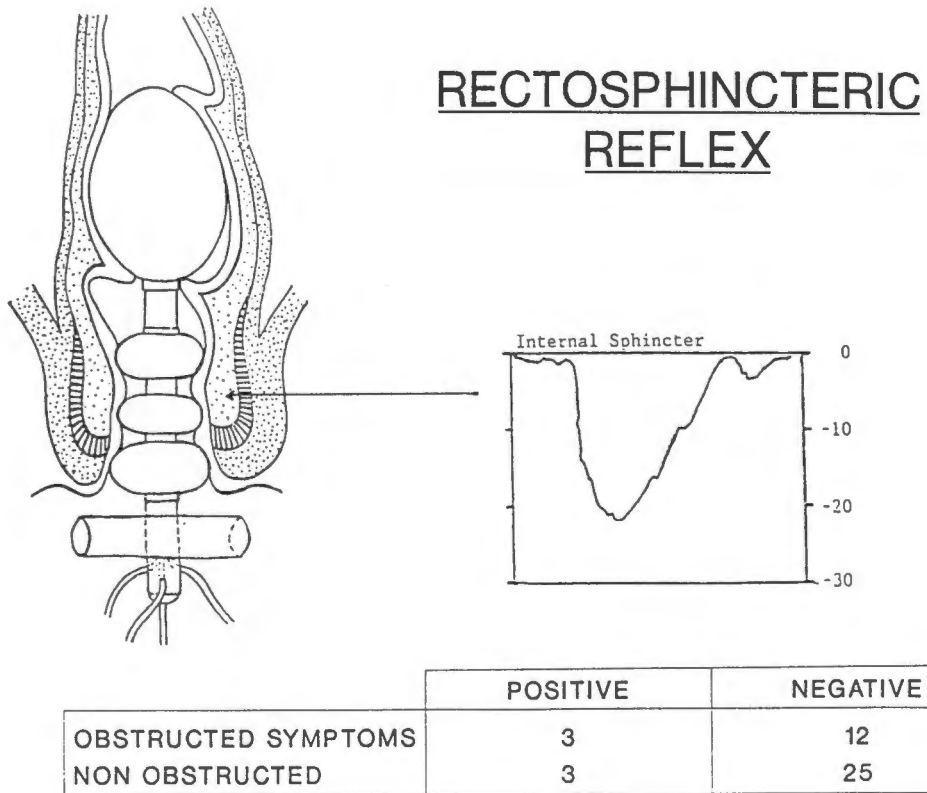 RECTOSPHINCTERIC
REFLEX
Internal Sphincter
0
-10
-20
-30
POSITIVE NEGATIVE
OBSTRUCTED SYMPTOMS 3 12
NON OBSTRUCTED 3 25